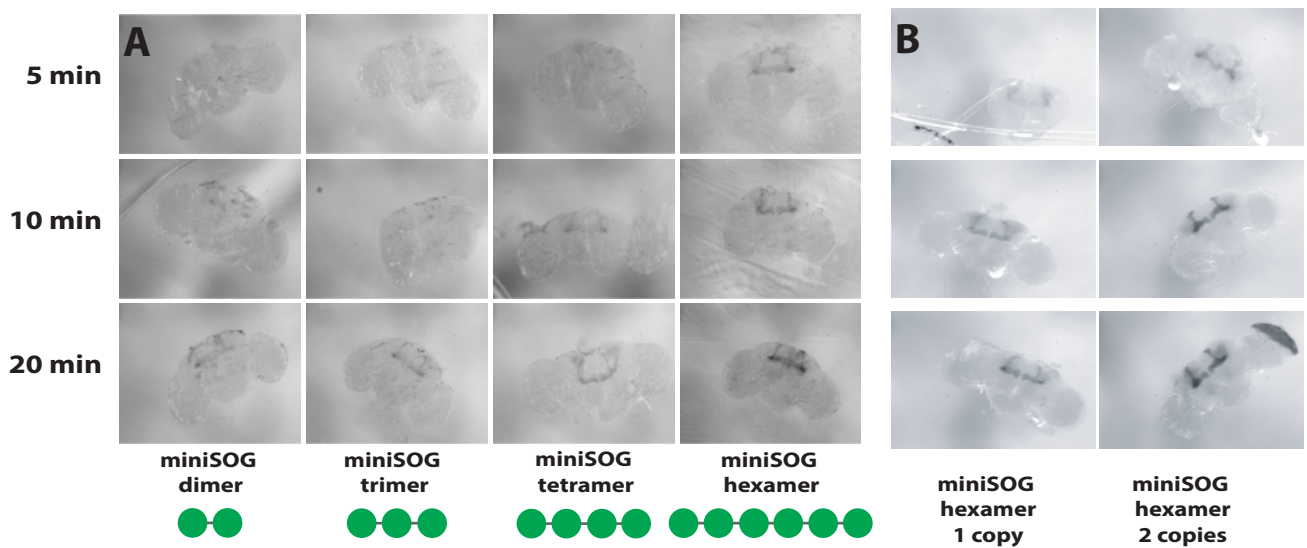 A
B
5 min
10 min
20 min
miniSOG
dimer
miniSOG
trimer
miniSOG
tetramer
miniSOG
hexamer
miniSOG
hexamer
1 copy
miniSOG
hexamer
2 copies